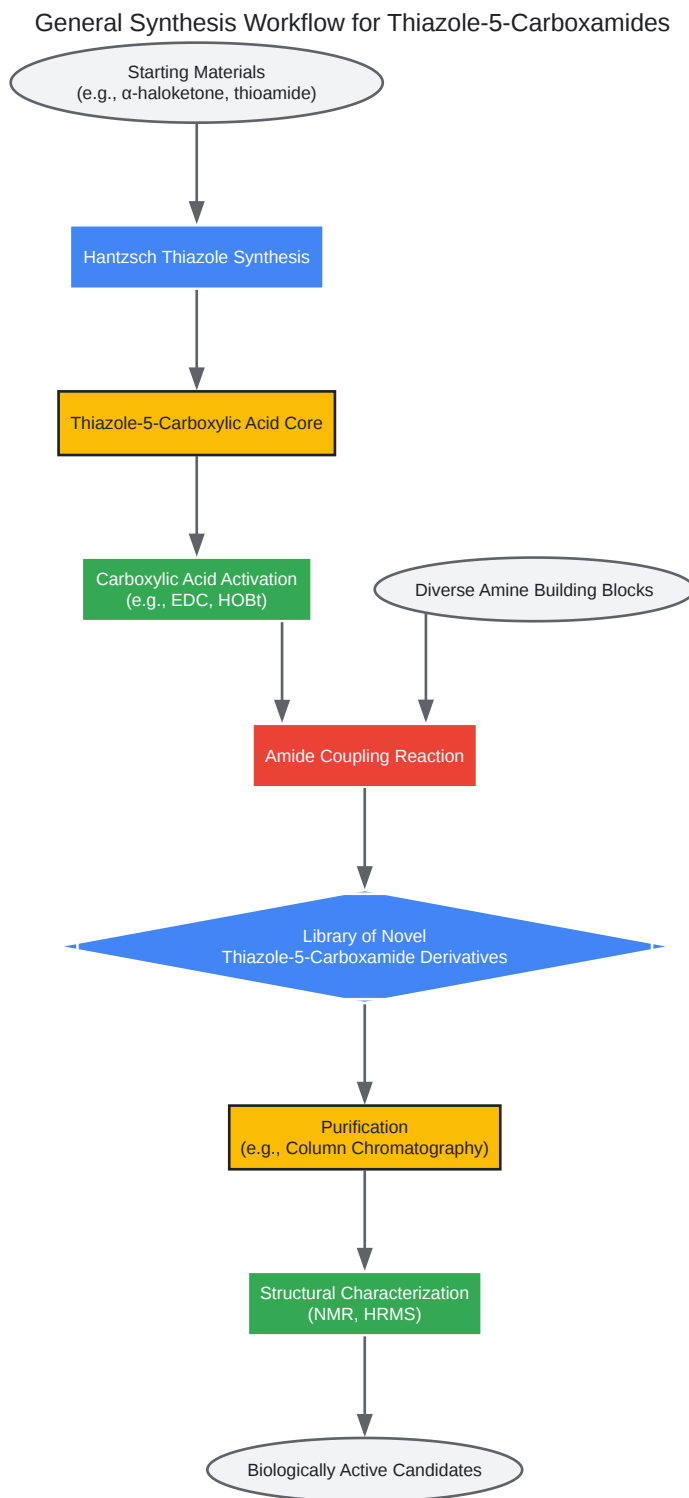 General Synthesis Workflow for Thiazole-5-Carboxamides
Starting Materials
(e.g., α-haloketone, thioamide)
Hantzsch Thiazole Synthesis
Thiazole-5-Carboxylic Acid Core
Carboxylic Acid Activation
(e.g., EDC, HOBt)
Diverse Amine Building Blocks
Amide Coupling Reaction
Library of Novel
Thiazole-5-Carboxamide Derivatives
Purification
(e.g., Column Chromatography)
Structural Characterization
(NMR, HRMS)
Biologically Active Candidates